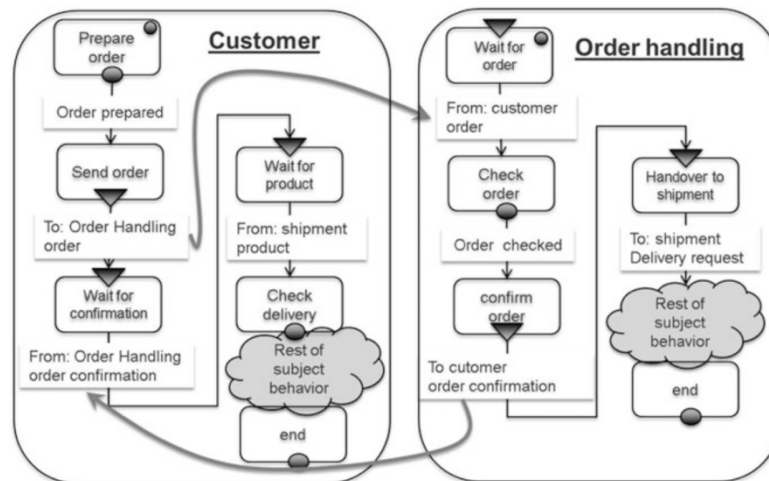 Customer
Prepare
order
Order prepared
Send order
To: Order Handling
order
Wait for
confirmation
From: Order Handling
order confirmation
Wait for
product
From: shipment
product
Check
delivery
Rest of
subject
behavior
end
Order handling
Wait for
order
From: customer
order
Check
order
Order checked
confirm
order
To cutomer
order confirmation
Handover to
shipment
To: shipment
Delivery request
Rest of
subject
behavior
end